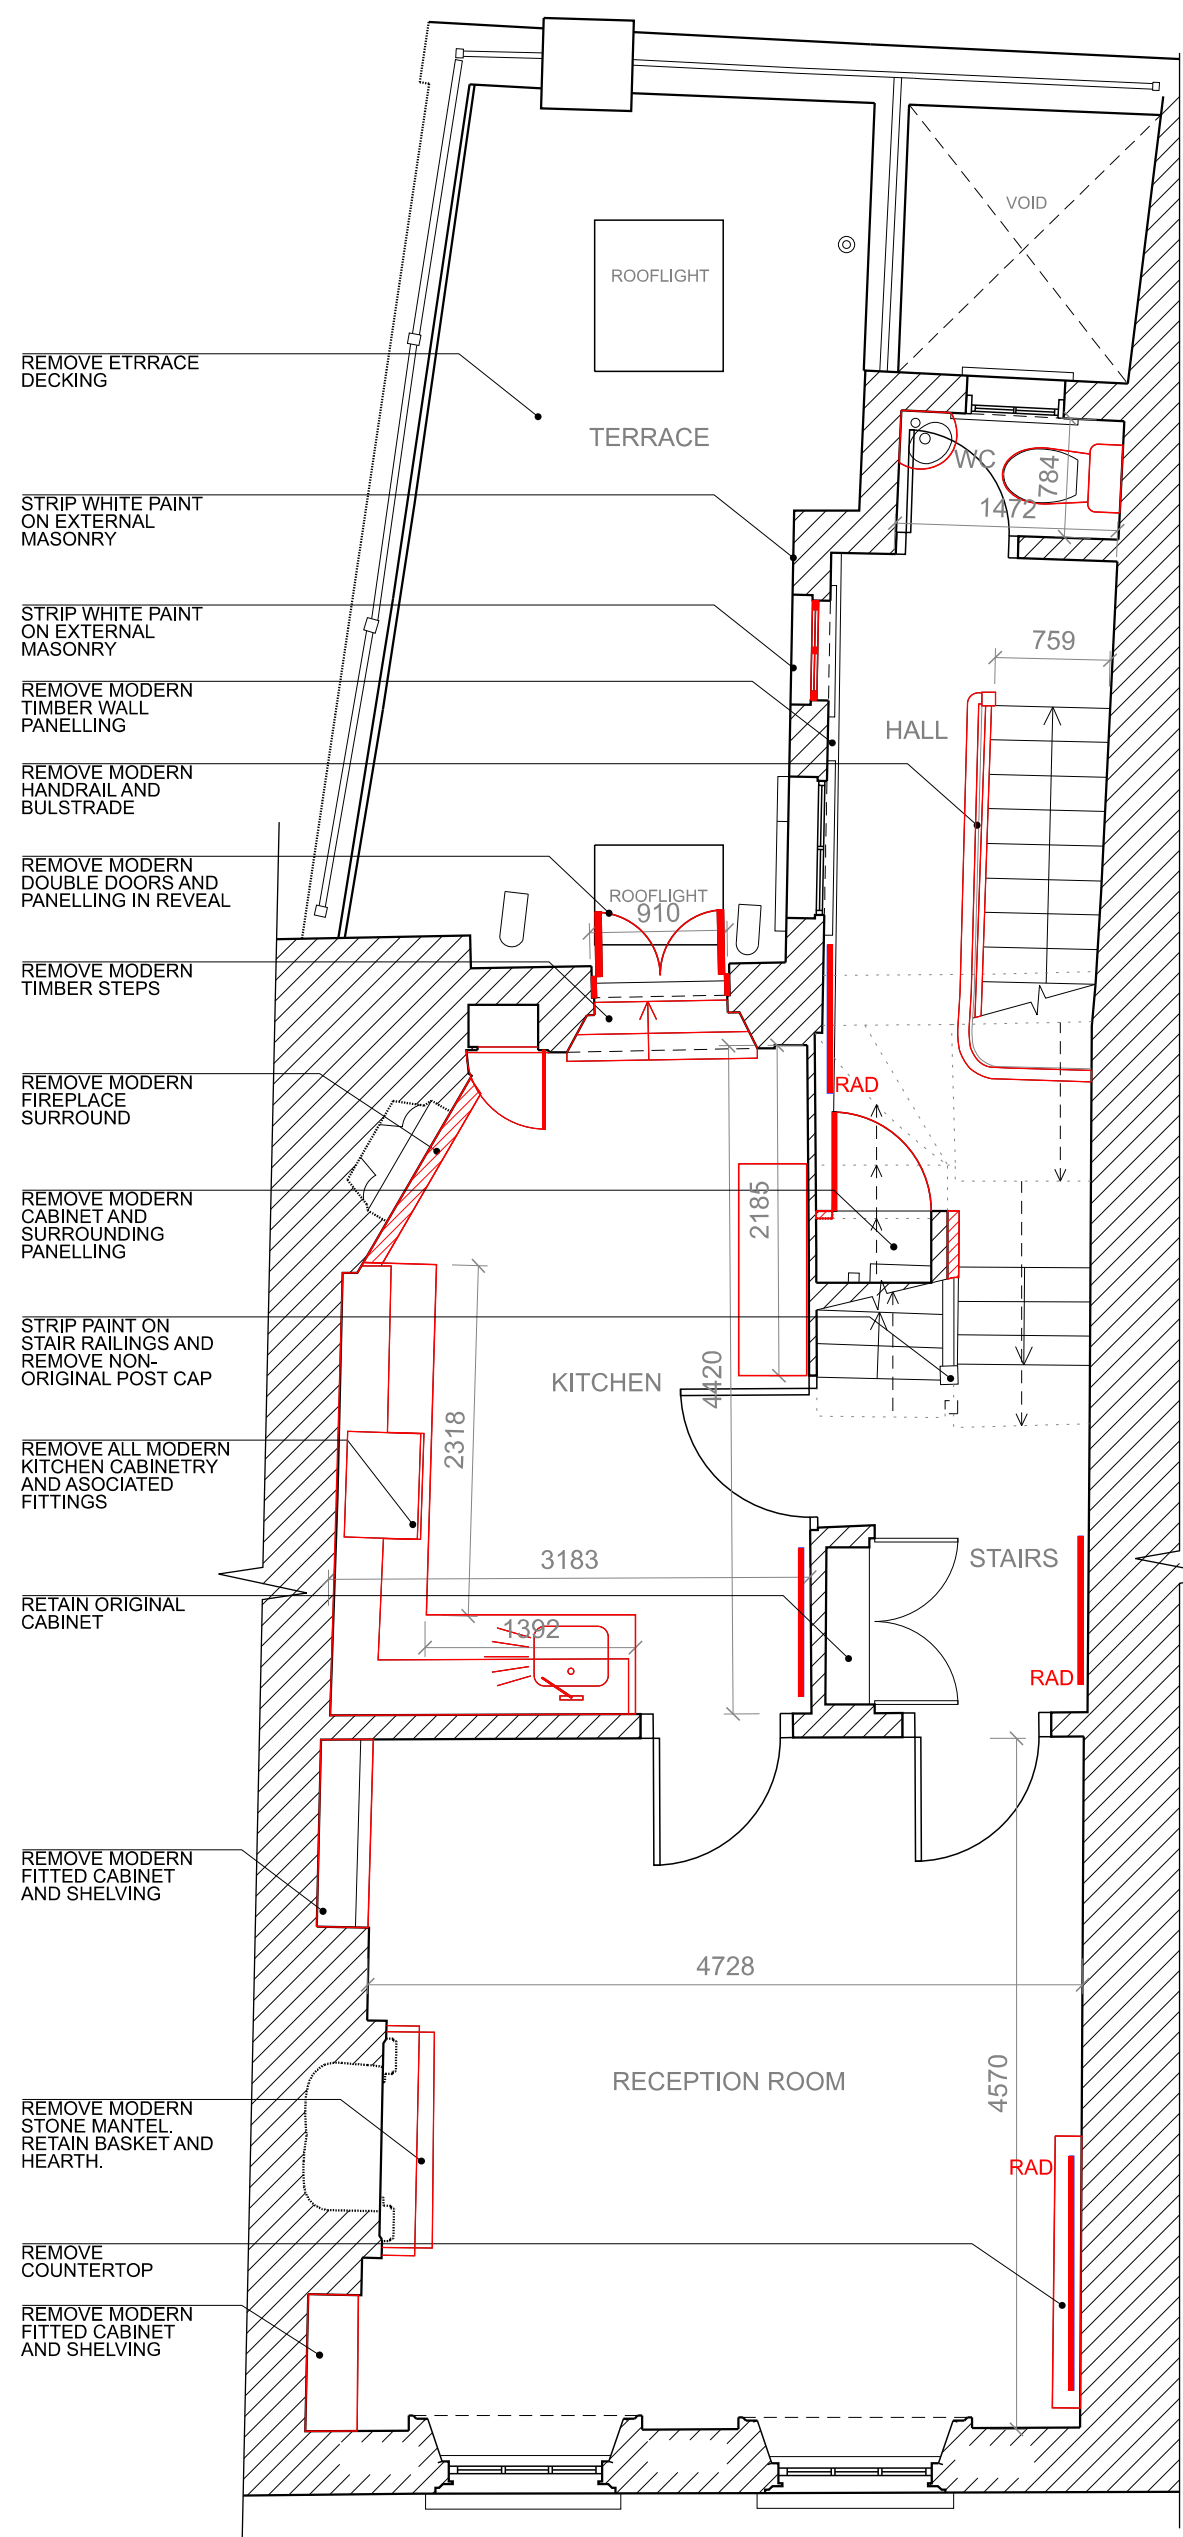 VOID
ROOFLIGHT
REMOVE ETRRACE
DECKING
TERRACE
WC
784
1472
STRIP WHITE PAINT
ON EXTERNAL
MASONRY
STRIP WHITE PAINT
ON EXTERNAL
MASONRY
759
REMOVE MODERN
TIMBER WALL
PANELLING
HALL
REMOVE MODERN
HANDRAIL AND
BULSTRADE
REMOVE MODERN
DOUBLE DOORS AND
PANELLING IN REVEAL
ROOFLIGHT
910
REMOVE MODERN
TIMBER STEPS
REMOVE MODERN
FIREPLACE
SURROUND
RAD
REMOVE MODERN
CABINET AND
SURROUNDING
PANELLING
2185
STRIP PAINT ON
STAIR RAILINGS AND
REMOVE NON-
ORIGINAL POST CAP
KITCHEN
4420
2318
REMOVE ALL MODERN
KITCHEN CABINETRY
AND ASOCIATED
FITTINGS
3183
STAIRS
RETAIN ORIGINAL
CABINET
1392
RAD
REMOVE MODERN
FITTED CABINET
AND SHELVING
4728
RECEPTION ROOM
4570
REMOVE MODERN
STONE MANTEL.
RETAIN BASKET AND
HEARTH.
RAD
REMOVE
COUNTERTOP
REMOVE MODERN
FITTED CABINET
AND SHELVING